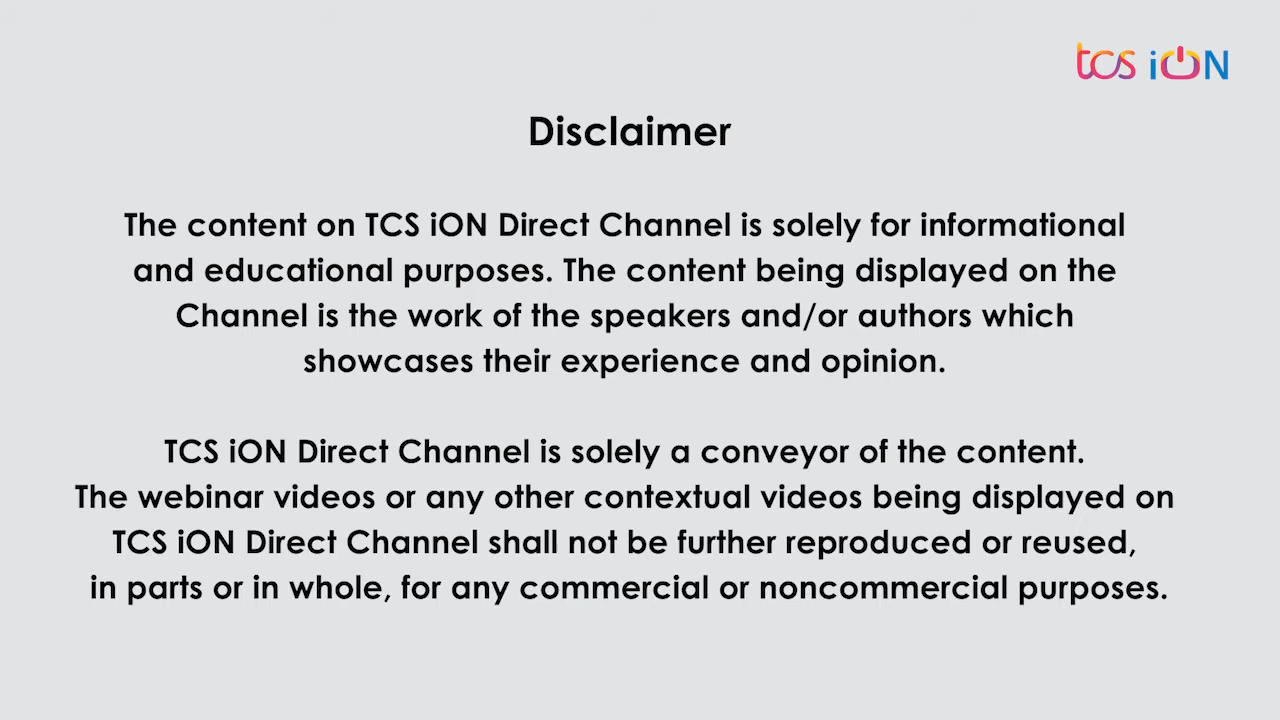 tcs iON
Disclaimer
The content on TCS iON Direct Channel is solely for informational
and educational purposes. The content being displayed on the
Channel is the work of the speakers and/or authors which
showcases their experience and opinion.
TCS iON Direct Channel is solely a conveyor of the content.
The webinar videos or any other contextual videos being displayed on
TCS iON Direct Channel shall not be further reproduced or reused,
in parts or in whole, for any commercial or noncommercial purposes.